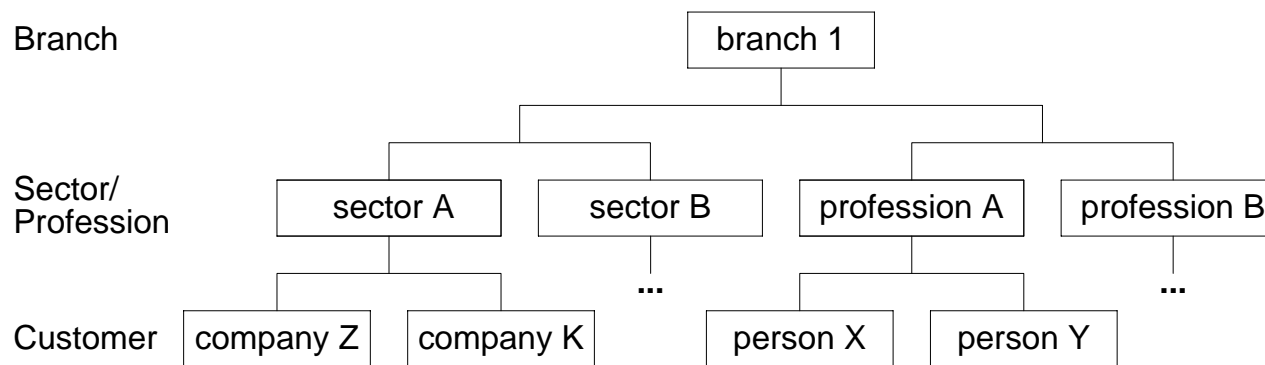 Branch
branch 1
Sector/
Profession
sector A
sector B
profession A
profession B
...
...
Customer
company Z
company K
person X
person Y